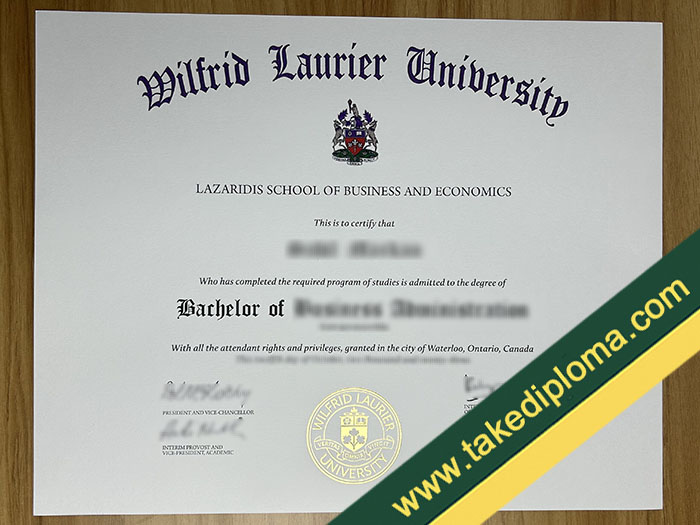 Wilfrid Laurier University
LAZARIDIS SCHOOL OF BUSINESS AND ECONOMICS
This is to certify that
Who has completed the required program of studies is admitted to the degree of
Bachelor of Business Administration
With all the attendant rights and privileges, granted in the city of Waterloo, Ontario, Canada
PRESIDENT AND VICE-CHANCELLOR
INTERIM PROVOST AND
VICE-PRESIDENT, ACADEMIC
WILFRID LAURIER
UNIVERSITY
www.takediploma.com